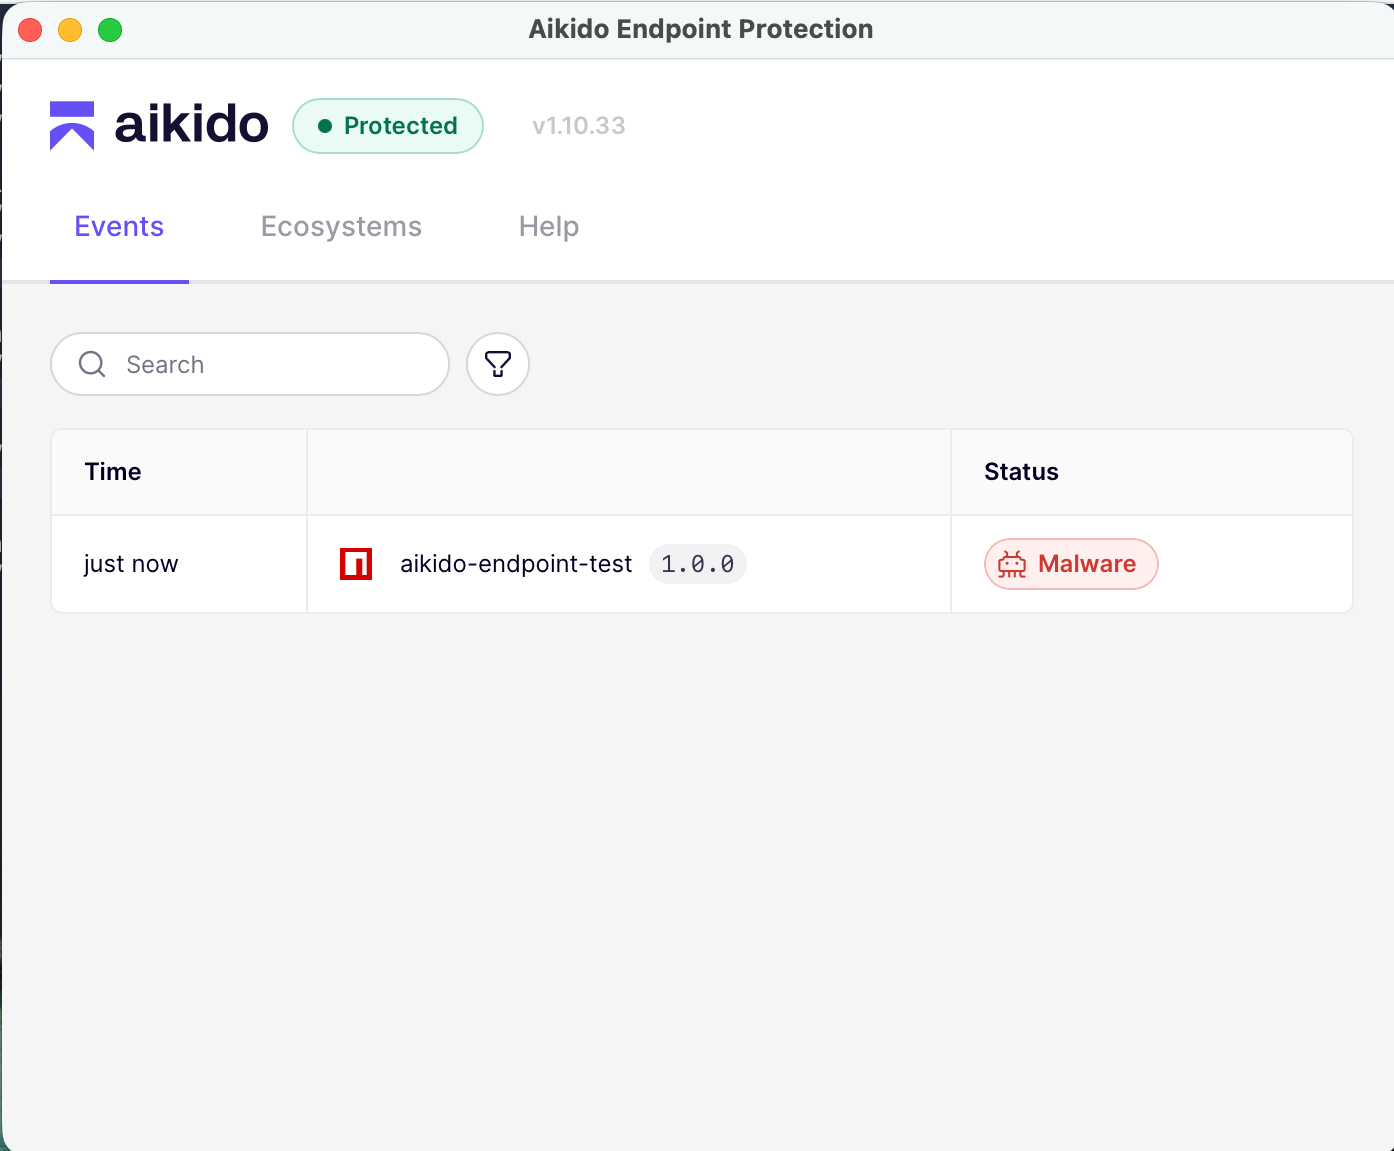 Aikido Endpoint Protection
aikido
Protected
v1.10.33
Events
Ecosystems
Help
Search
Time
Status
just now
aikido-endpoint-test
1.0.0
Malware